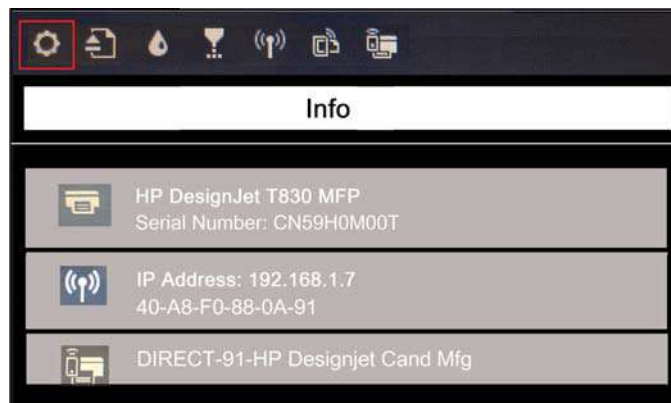 Info
HP DesignJet T830 MFP
Serial Number: CN59H0M00T
IP Address: 192.168.1.7
40-A8-F0-88-0A-91
DIRECT-91-HP Designjet Cand Mfg